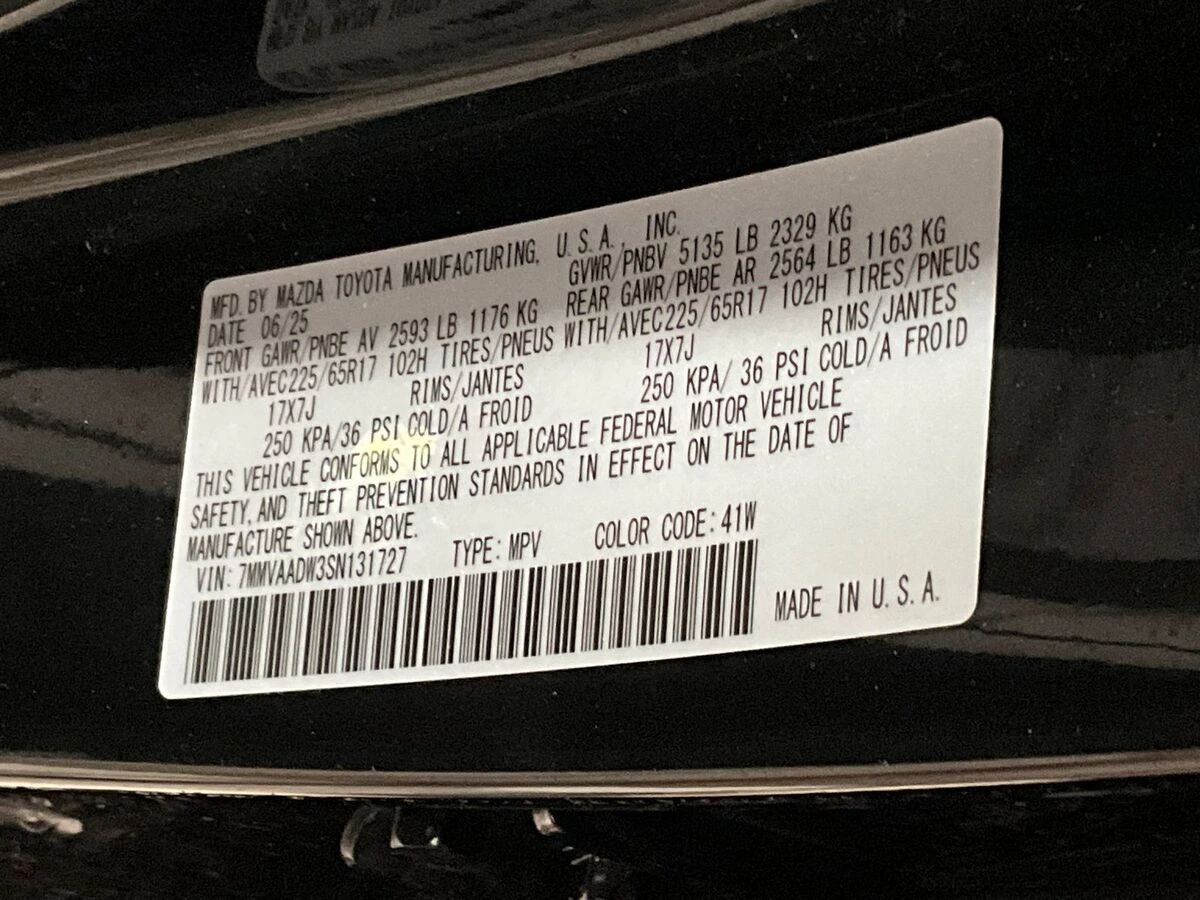 MFD. BY MAZDA TOYOTA MANUFACTURING, U.S.A., INC.
DATE 06/25 GVWR/PNBV 5135 LB 2329 KG
FRONT GAWR/PNBE AV 2593 LB 1176 KG REAR GAWR/PNBE AR 2564 LB 1163 KG
WITH/AVEC225/65R17 102H TIRES/PNEUS WITH/AVEC225/65R17 102H TIRES/PNEUS
17X7J RIMS/JANTES 17X7J RIMS/JANTES
250 KPA/36 PSI COLD/A FROID 250 KPA/ 36 PSI COLD/A FROID
THIS VEHICLE CONFORMS TO ALL APPLICABLE FEDERAL MOTOR VEHICLE
SAFETY, AND THEFT PREVENTION STANDARDS IN EFFECT ON THE DATE OF
MANUFACTURE SHOWN ABOVE.
VIN: 7MMVAADW3SN131727 TYPE: MPV COLOR CODE: 41W
MADE IN U.S.A.